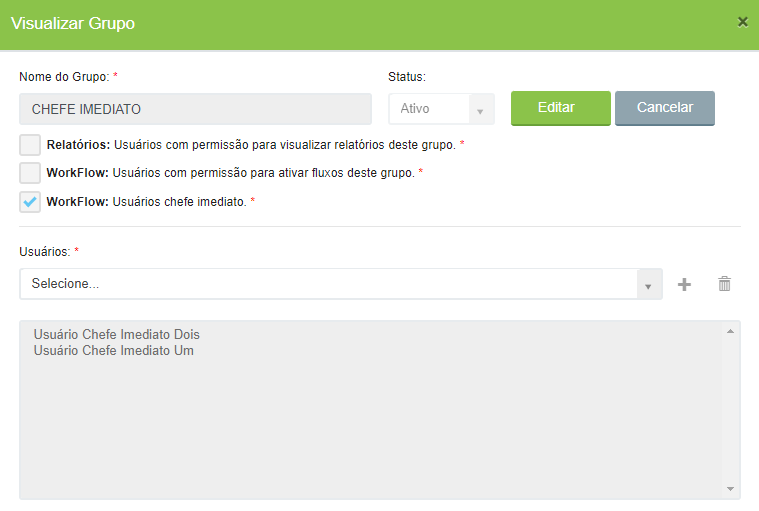 Visualizar Grupo ×
Nome do Grupo: * Status:
CHEFE IMEDIATO Ativo Editar Cancelar
Relatórios: Usuários com permissão para visualizar relatórios deste grupo. *
WorkFlow: Usuários com permissão para ativar fluxos deste grupo. *
WorkFlow: Usuários chefe imediato. *
Usuários: *
Selecione...
Usuário Chefe Imediato Dois
Usuário Chefe Imediato Um